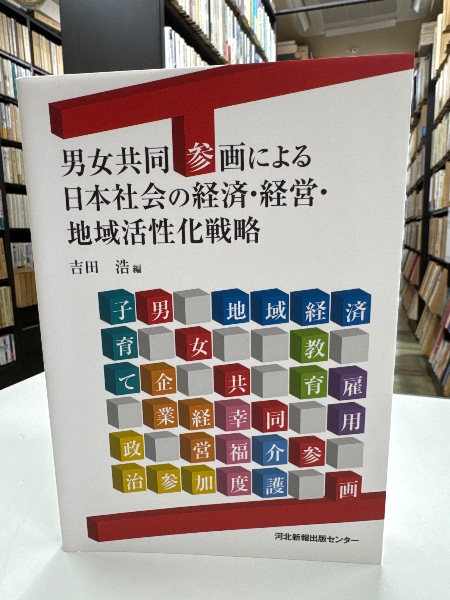 男女共同参画による
日本社会の経済・経営・
地域活性化戦略
吉田 浩 編
子男 地域経済
育 女 教
て企 共 育雇
業経幸同 用
政 営福介参
治参加度護 画
河北新報出版センター